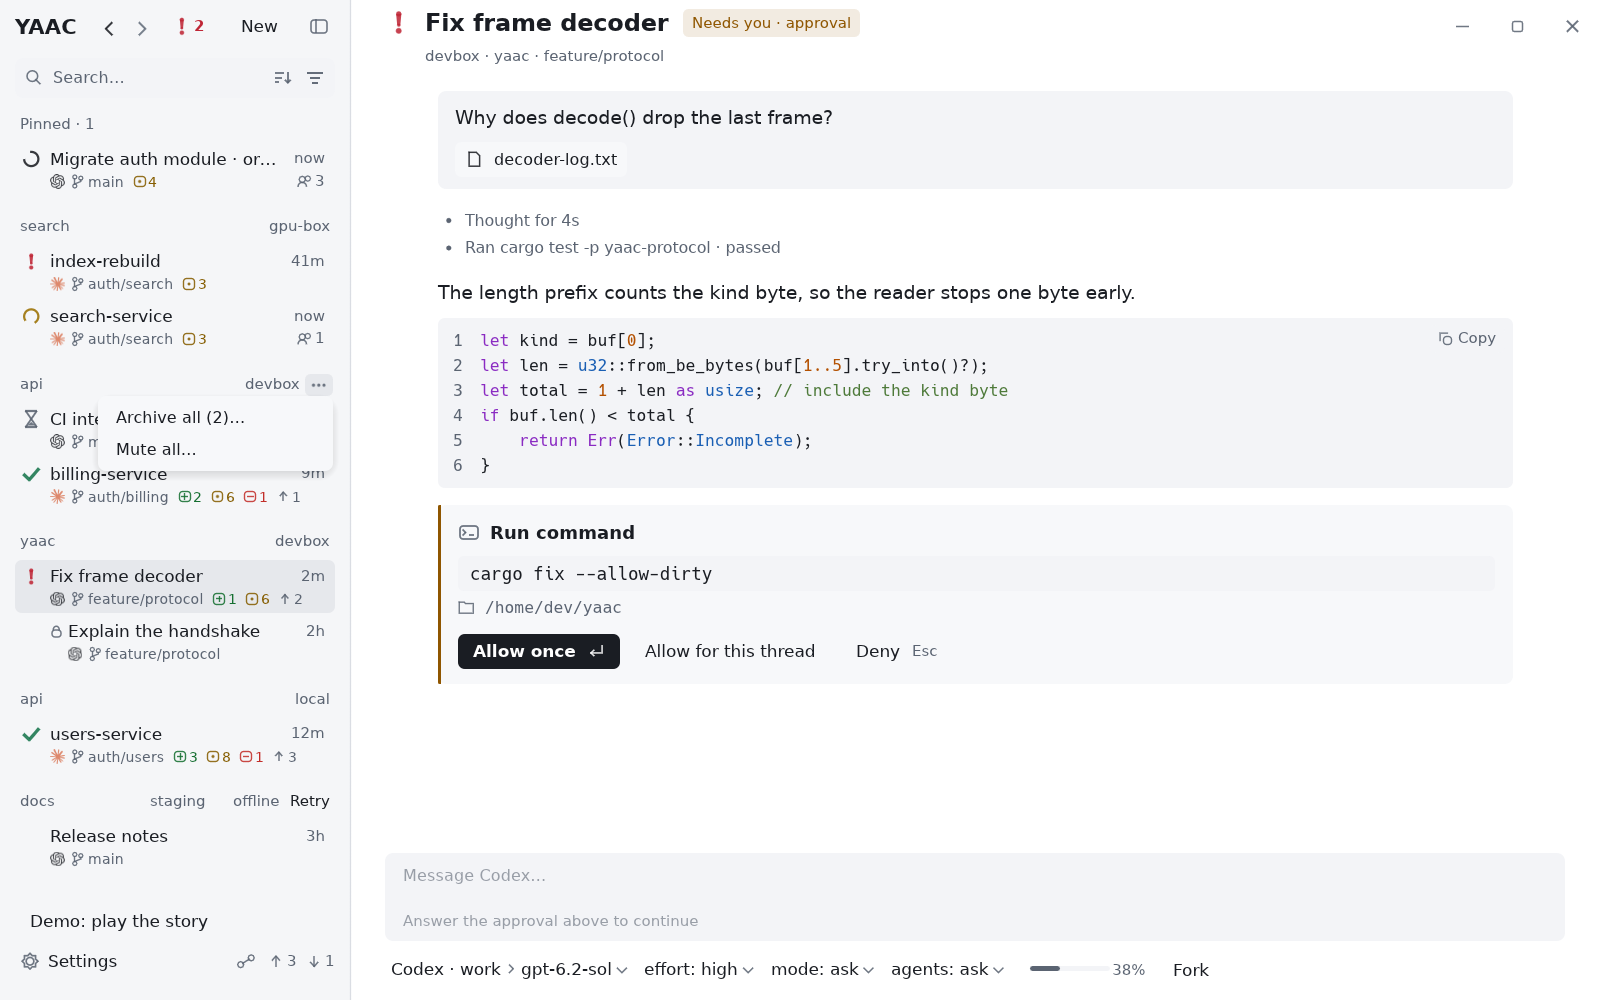 YAAC 2 New
Search...
Pinned · 1
Migrate auth module · or... now
main 4 3
search gpu-box
index-rebuild 41m
auth/search 3
search-service now
auth/search 3 1
api devbox
CI inte
Archive all (2)...
Mute all...
billing-service 9m
auth/billing 2 6 1 1
yaac devbox
Fix frame decoder 2m
feature/protocol 1 6 2
Explain the handshake 2h
feature/protocol
api local
users-service 12m
auth/users 3 8 1 3
docs staging offline Retry
Release notes 3h
main
Demo: play the story
Settings 3 1
Fix frame decoder Needs you · approval
devbox · yaac · feature/protocol
Why does decode() drop the last frame?
decoder-log.txt
• Thought for 4s
• Ran cargo test -p yaac-protocol · passed
The length prefix counts the kind byte, so the reader stops one byte early.
Copy
1 let kind = buf[0];
2 let len = u32::from_be_bytes(buf[1..5].try_into()?);
3 let total = 1 + len as usize; // include the kind byte
4 if buf.len() < total {
5     return Err(Error::Incomplete);
6 }
Run command
cargo fix --allow-dirty
/home/dev/yaac
Allow once Allow for this thread Deny Esc
Message Codex...
Answer the approval above to continue
Codex · work gpt-6.2-sol effort: high mode: ask agents: ask 38% Fork